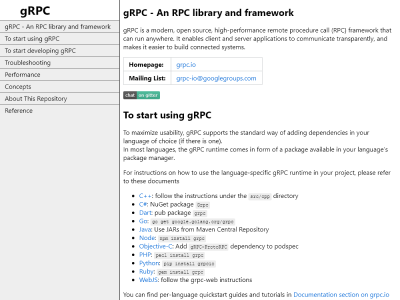 gRPC
gRPC - An RPC library and framework
To start using gRPC
To start developing gRPC
Troubleshooting
Performance
Concepts
About This Repository
Reference
gRPC - An RPC library and framework
gRPC is a modern, open source, high-performance remote procedure call (RPC) framework that
can run anywhere. It enables client and server applications to communicate transparently, and
makes it easier to build connected systems.
Homepage: grpc.io
Mailing List: grpc-io@googlegroups.com
chat on gitter
To start using gRPC
To maximize usability, gRPC supports the standard way of adding dependencies in your
language of choice (if there is one).
In most languages, the gRPC runtime comes in form of a package available in your language's
package manager.
For instructions on how to use the language-specific gRPC runtime in your project, please refer
to these documents
C++: follow the instructions under the src/cpp directory
C#: NuGet package Grpc
Dart: pub package grpc
Go: go get google.golang.org/grpc
Java: Use JARs from Maven Central Repository
Node: npm install grpc
Objective-C: Add gRPC-ProtoRPC dependency to podspec
PHP: pecl install grpc
Python: pip install grpcio
Ruby: gem install grpc
WebJS: follow the grpc-web instructions
You can find per-language quickstart guides and tutorials in Documentation section on grpc.io